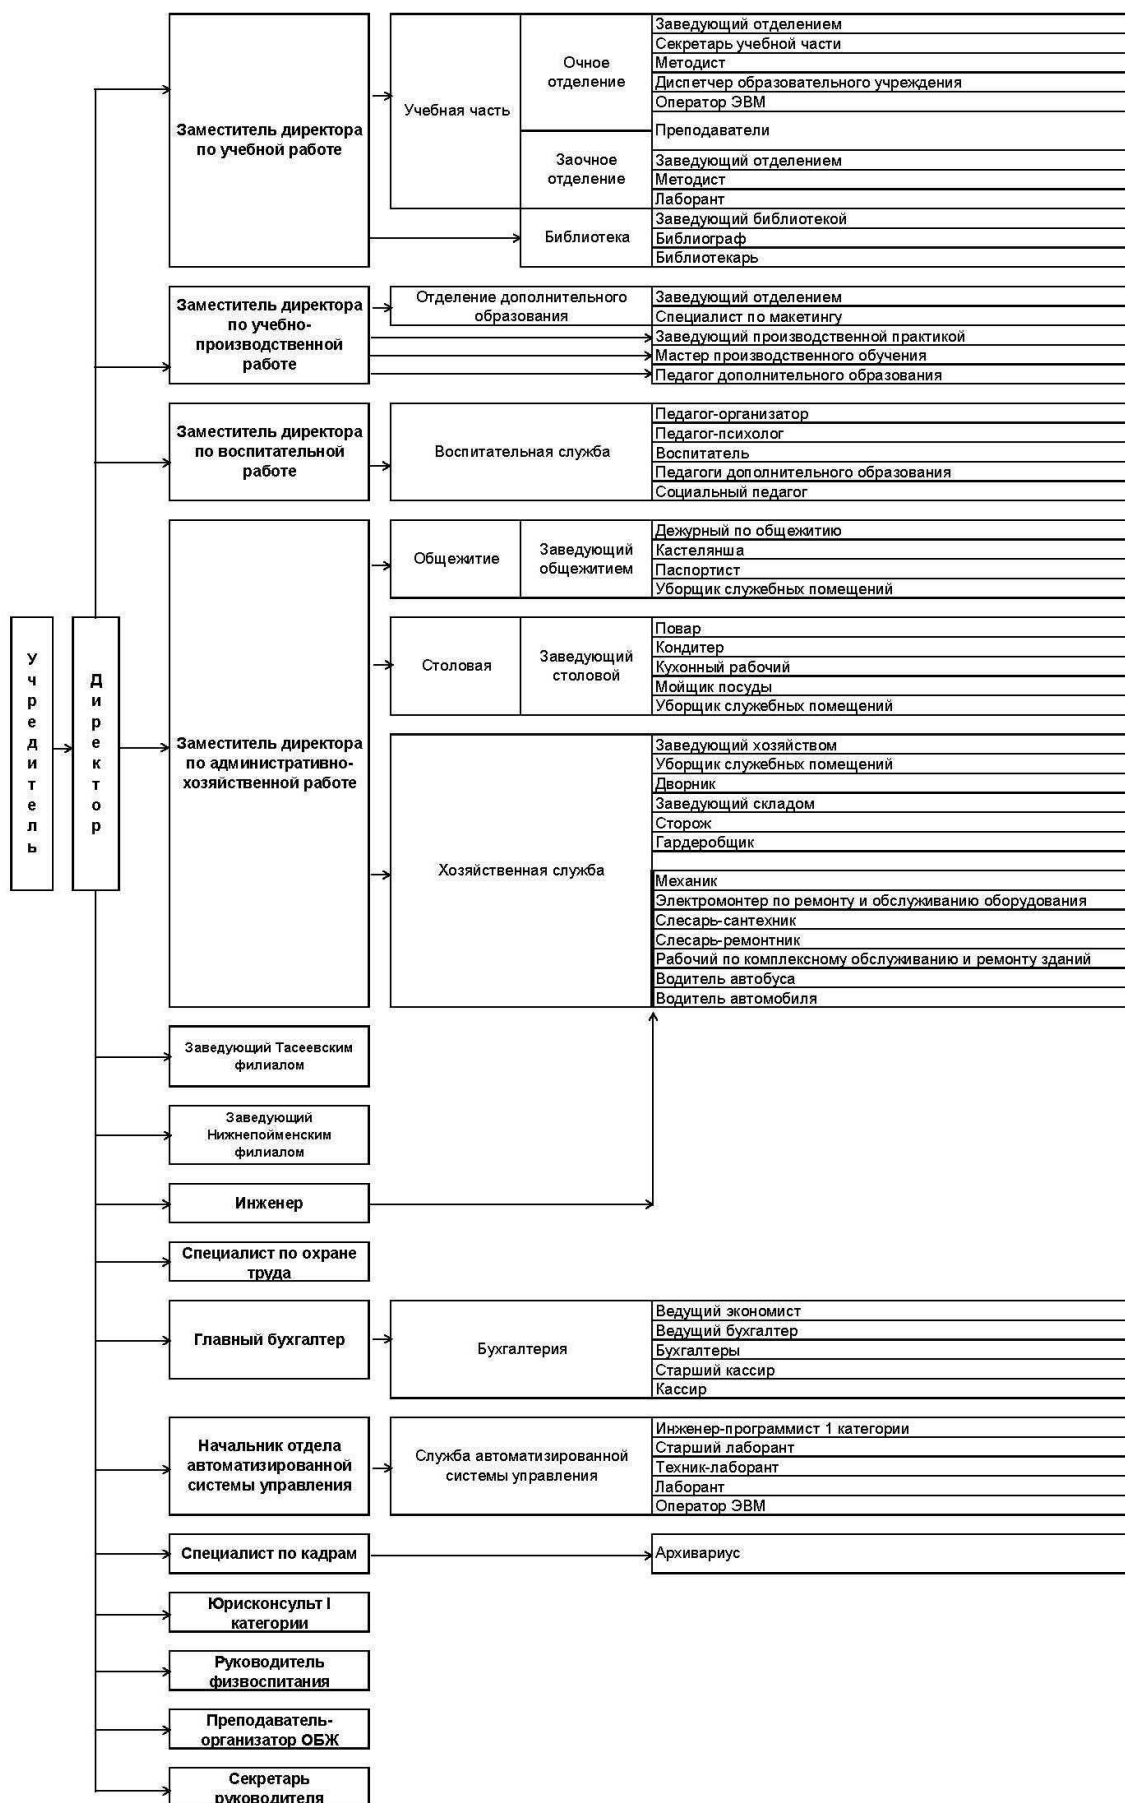 Учредитель
Директор
Заместитель директора
по учебной работе
Учебная часть
Очное
отделение
Заведующий отделением
Секретарь учебной части
Методист
Диспетчер образовательного учреждения
Оператор ЭВМ
Преподаватели
Заочное
отделение
Заведующий отделением
Методист
Лаборант
Библиотека
Заведующий библиотекой
Библиограф
Библиотекарь
Заместитель директора
по учебно-
производственной
работе
Отделение дополнительного
образования
Заведующий отделением
Специалист по макетингу
Заведующий производственной практикой
Мастер производственного обучения
Педагог дополнительного образования
Заместитель директора
по воспитательной
работе
Воспитательная служба
Педагог-организатор
Педагог-психолог
Воспитатель
Педагоги дополнительного образования
Социальный педагог
Заместитель директора
по административно-
хозяйственной работе
Общежитие
Заведующий
общежитием
Дежурный по общежитию
Кастелянша
Паспортист
Уборщик служебных помещений
Столовая
Заведующий
столовой
Повар
Кондитер
Кухонный рабочий
Мойщик посуды
Уборщик служебных помещений
Хозяйственная служба
Заведующий хозяйством
Уборщик служебных помещений
Дворник
Заведующий складом
Сторож
Гардеробщик
Механик
Электромонтер по ремонту и обслуживанию оборудования
Слесарь-сантехник
Слесарь-ремонтник
Рабочий по комплексному обслуживанию и ремонту зданий
Водитель автобуса
Водитель автомобиля
Заведующий Тасеевским
филиалом
Заведующий
Нижнепойменским
филиалом
Инженер
Специалист по охране
труда
Главный бухгалтер
Бухгалтерия
Ведущий экономист
Ведущий бухгалтер
Бухгалтеры
Старший кассир
Кассир
Начальник отдела
автоматизированной
системы управления
Служба автоматизированной
системы управления
Инженер-программист 1 категории
Старший лаборант
Техник-лаборант
Лаборант
Оператор ЭВМ
Специалист по кадрам
Архивариус
Юрисконсульт I
категории
Руководитель
физвоспитания
Преподаватель-
организатор ОБЖ
Секретарь
руководителя